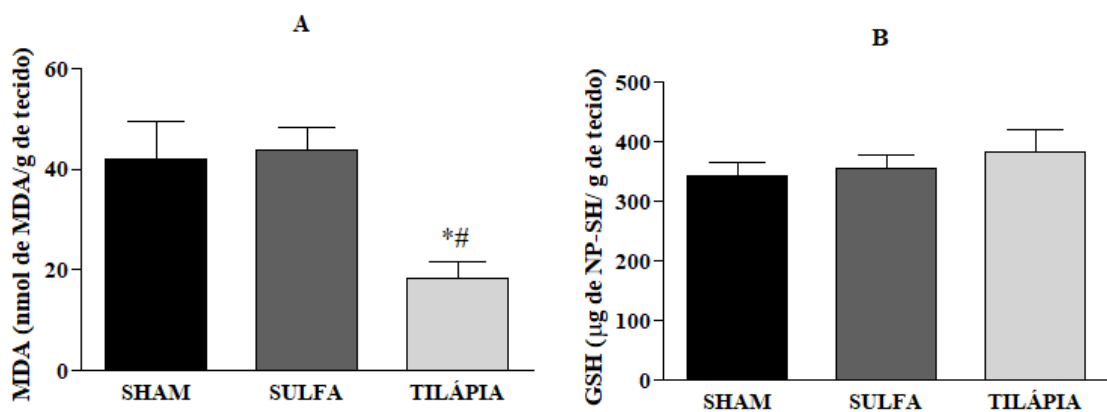 A
MDA (nmol de MDA/g de tecido)
60
40
20
0
*#
SHAM SULFA TILÁPIA
B
GSH (µg de NP-SH/ g de tecido)
500
400
300
200
100
0
SHAM SULFA TILÁPIA